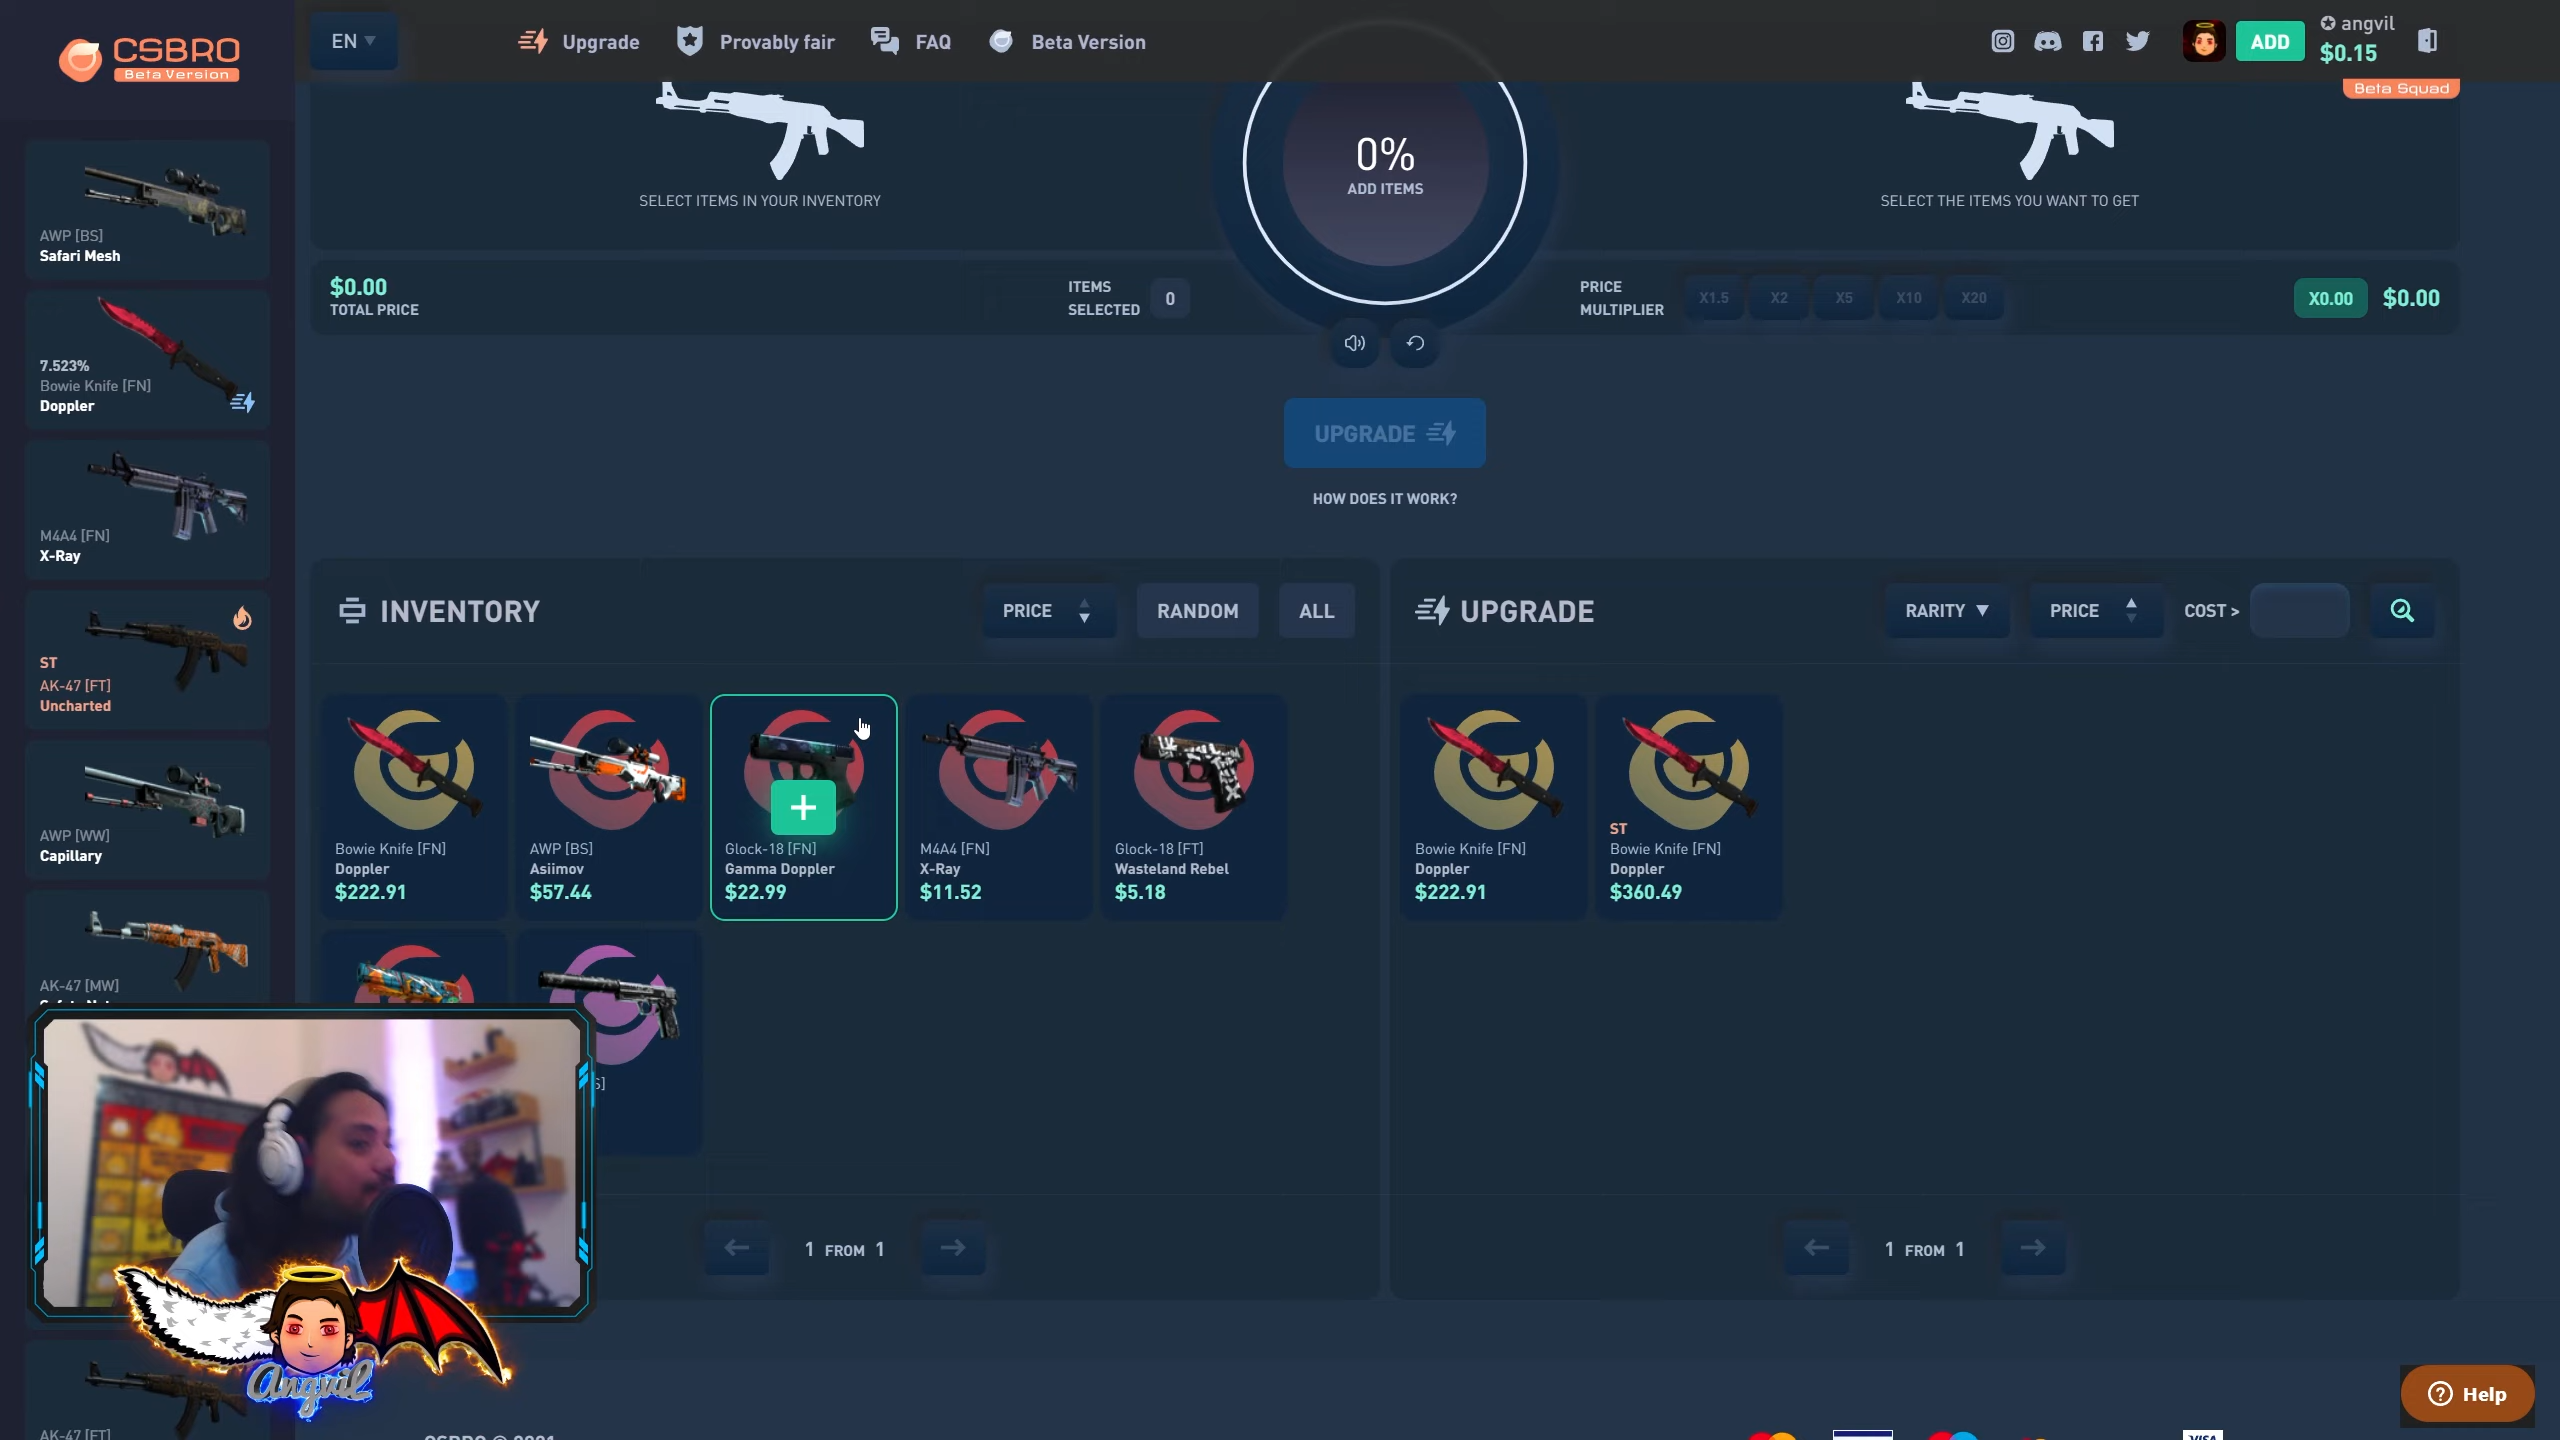 CSBRO
Beta Version
EN
Upgrade
Provably fair
FAQ
Beta Version
ADD
angvil
$0.15
Beta Squad
AWP [BS]
Safari Mesh
7.523%
Bowie Knife [FN]
Doppler
M4A4 [FN]
X-Ray
ST
AK-47 [FT]
Uncharted
AWP [WW]
Capillary
AK-47 [MW]
AK-47 [FT]
SELECT ITEMS IN YOUR INVENTORY
0%
ADD ITEMS
SELECT THE ITEMS YOU WANT TO GET
$0.00
TOTAL PRICE
ITEMS
SELECTED
0
PRICE
MULTIPLIER
X1.5
X2
X5
X10
X20
X0.00
$0.00
UPGRADE
HOW DOES IT WORK?
INVENTORY
PRICE
RANDOM
ALL
Bowie Knife [FN]
Doppler
$222.91
AWP [BS]
Asiimov
$57.44
Glock-18 [FN]
Gamma Doppler
$22.99
M4A4 [FN]
X-Ray
$11.52
Glock-18 [FT]
Wasteland Rebel
$5.18
1 FROM 1
UPGRADE
RARITY
PRICE
COST >
Bowie Knife [FN]
Doppler
$222.91
ST
Bowie Knife [FN]
Doppler
$360.49
1 FROM 1
Angvil
CSBRO © 2021
VISA
Help